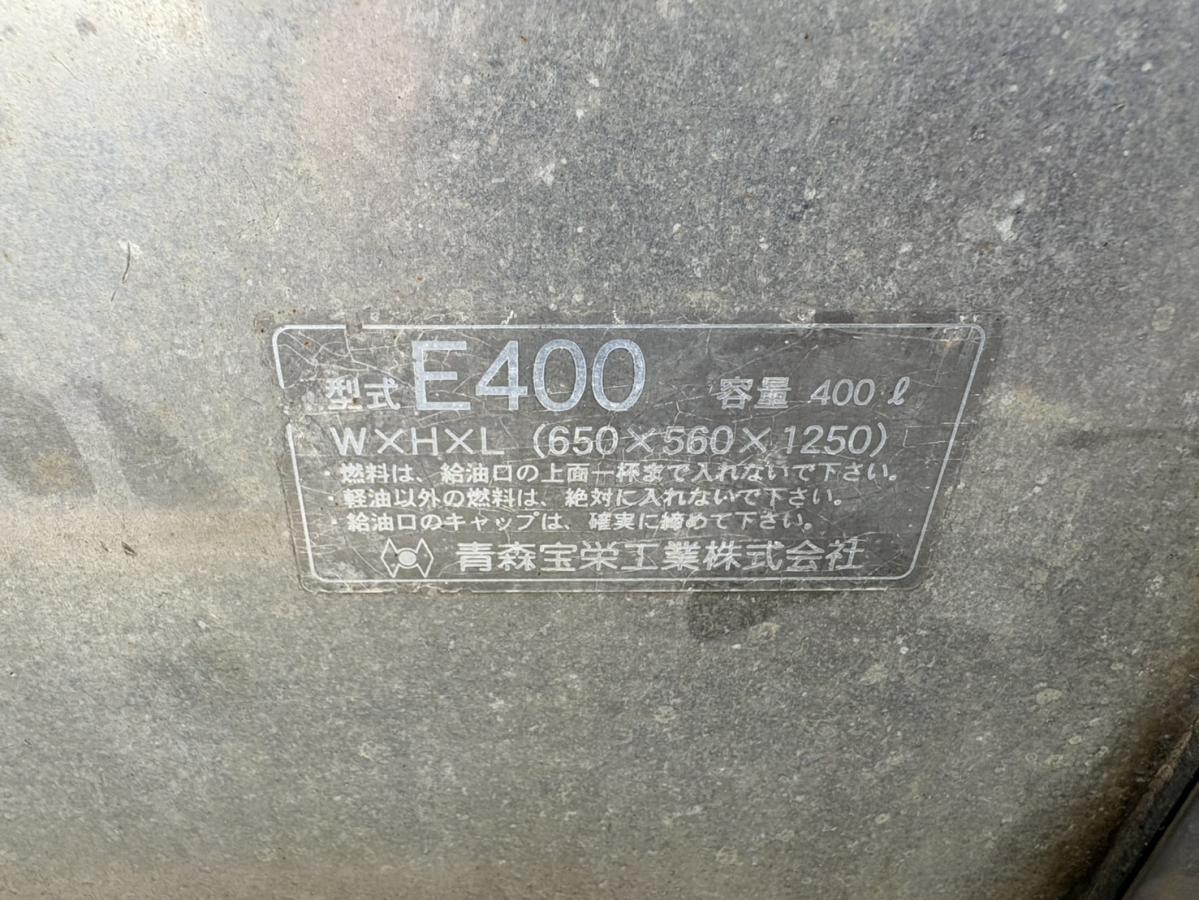 型式 E400 容量 400ℓ
W×H×L (650×560×1250)
・燃料は、給油口の上面一杯まで入れないで下さい。
・軽油以外の燃料は、絶対に入れないで下さい。
・給油口のキャップは、確実に締めて下さい。
青森宝栄工業株式会社